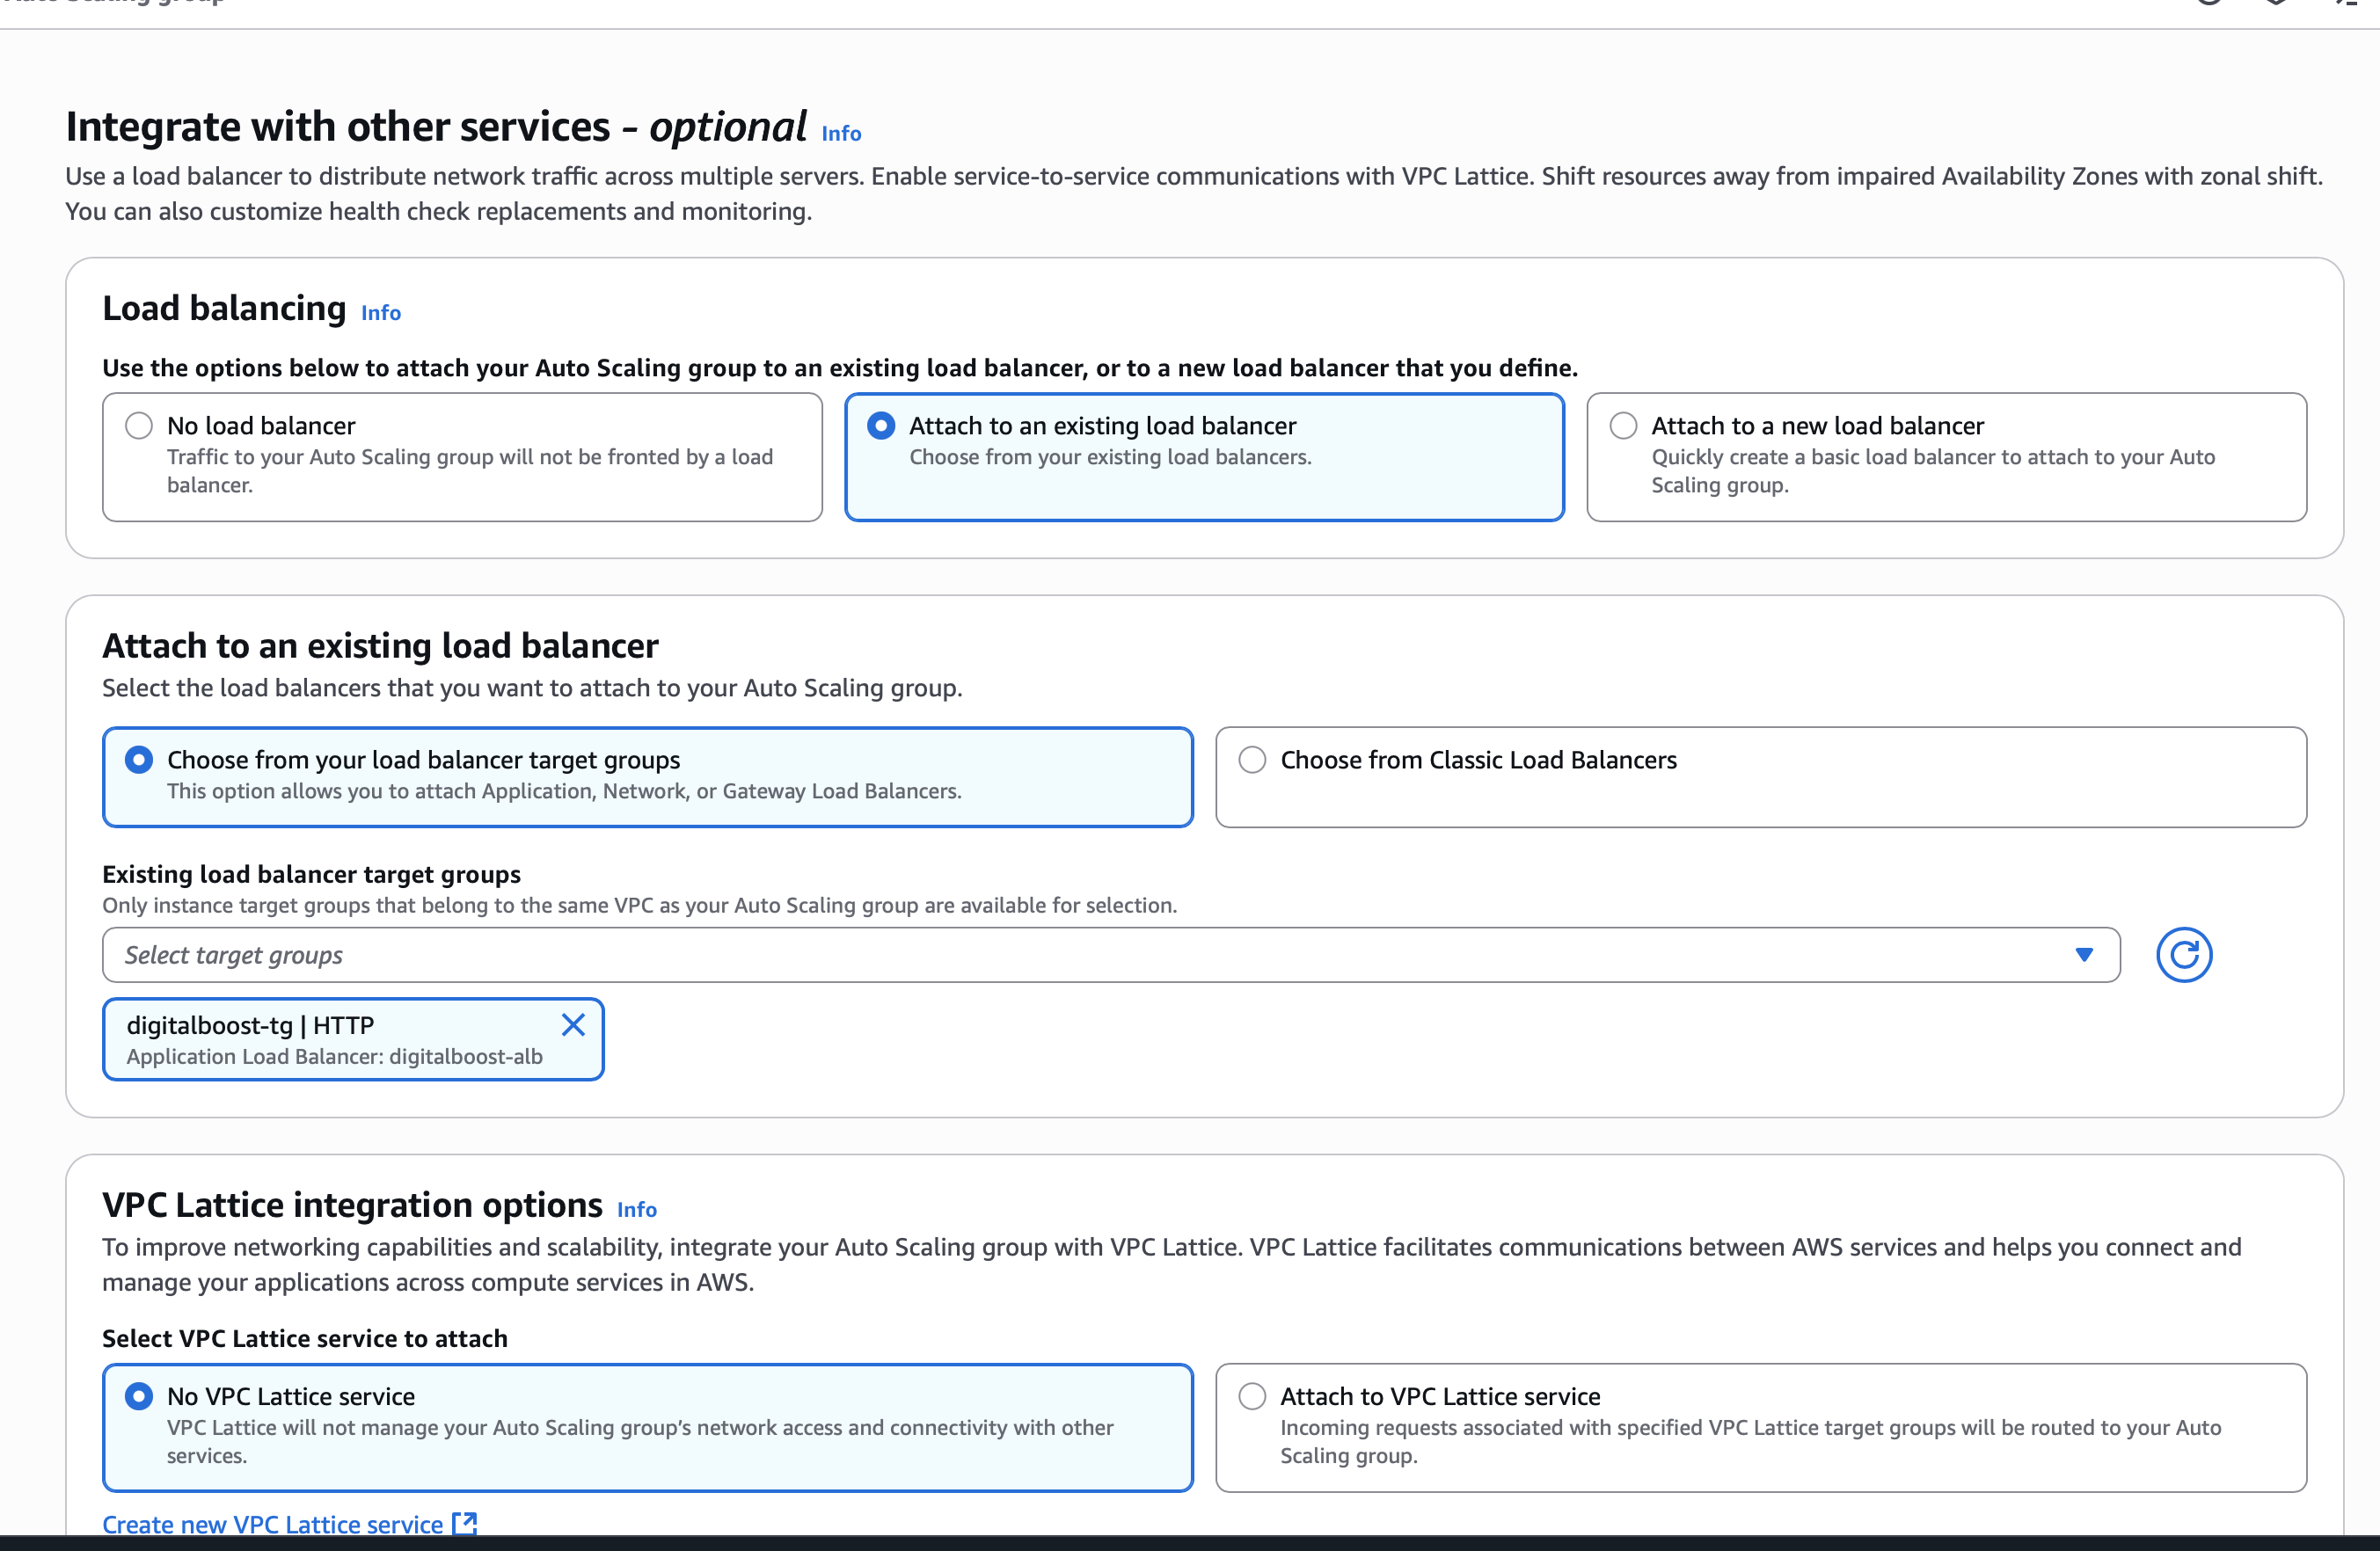 Auto Scaling group
Integrate with other services - optional Info
Use a load balancer to distribute network traffic across multiple servers. Enable service-to-service communications with VPC Lattice. Shift resources away from impaired Availability Zones with zonal shift.
You can also customize health check replacements and monitoring.
Load balancing Info
Use the options below to attach your Auto Scaling group to an existing load balancer, or to a new load balancer that you define.
No load balancer
Traffic to your Auto Scaling group will not be fronted by a load
balancer.
Attach to an existing load balancer
Choose from your existing load balancers.
Attach to a new load balancer
Quickly create a basic load balancer to attach to your Auto
Scaling group.
Attach to an existing load balancer
Select the load balancers that you want to attach to your Auto Scaling group.
Choose from your load balancer target groups
This option allows you to attach Application, Network, or Gateway Load Balancers.
Choose from Classic Load Balancers
Existing load balancer target groups
Only instance target groups that belong to the same VPC as your Auto Scaling group are available for selection.
Select target groups
digitalboost-tg | HTTP
Application Load Balancer: digitalboost-alb
VPC Lattice integration options Info
To improve networking capabilities and scalability, integrate your Auto Scaling group with VPC Lattice. VPC Lattice facilitates communications between AWS services and helps you connect and
manage your applications across compute services in AWS.
Select VPC Lattice service to attach
No VPC Lattice service
VPC Lattice will not manage your Auto Scaling group’s network access and connectivity with other
services.
Attach to VPC Lattice service
Incoming requests associated with specified VPC Lattice target groups will be routed to your Auto
Scaling group.
Create new VPC Lattice service